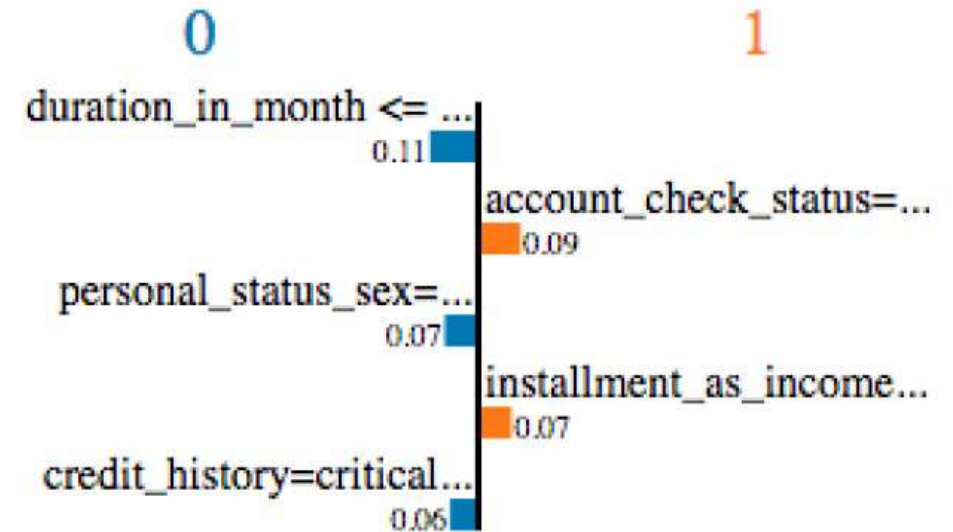 0 1
duration_in_month <= ...
0.11
account_check_status=...
0.09
personal_status_sex=...
0.07
installment_as_income...
0.07
credit_history=critical...
0.06